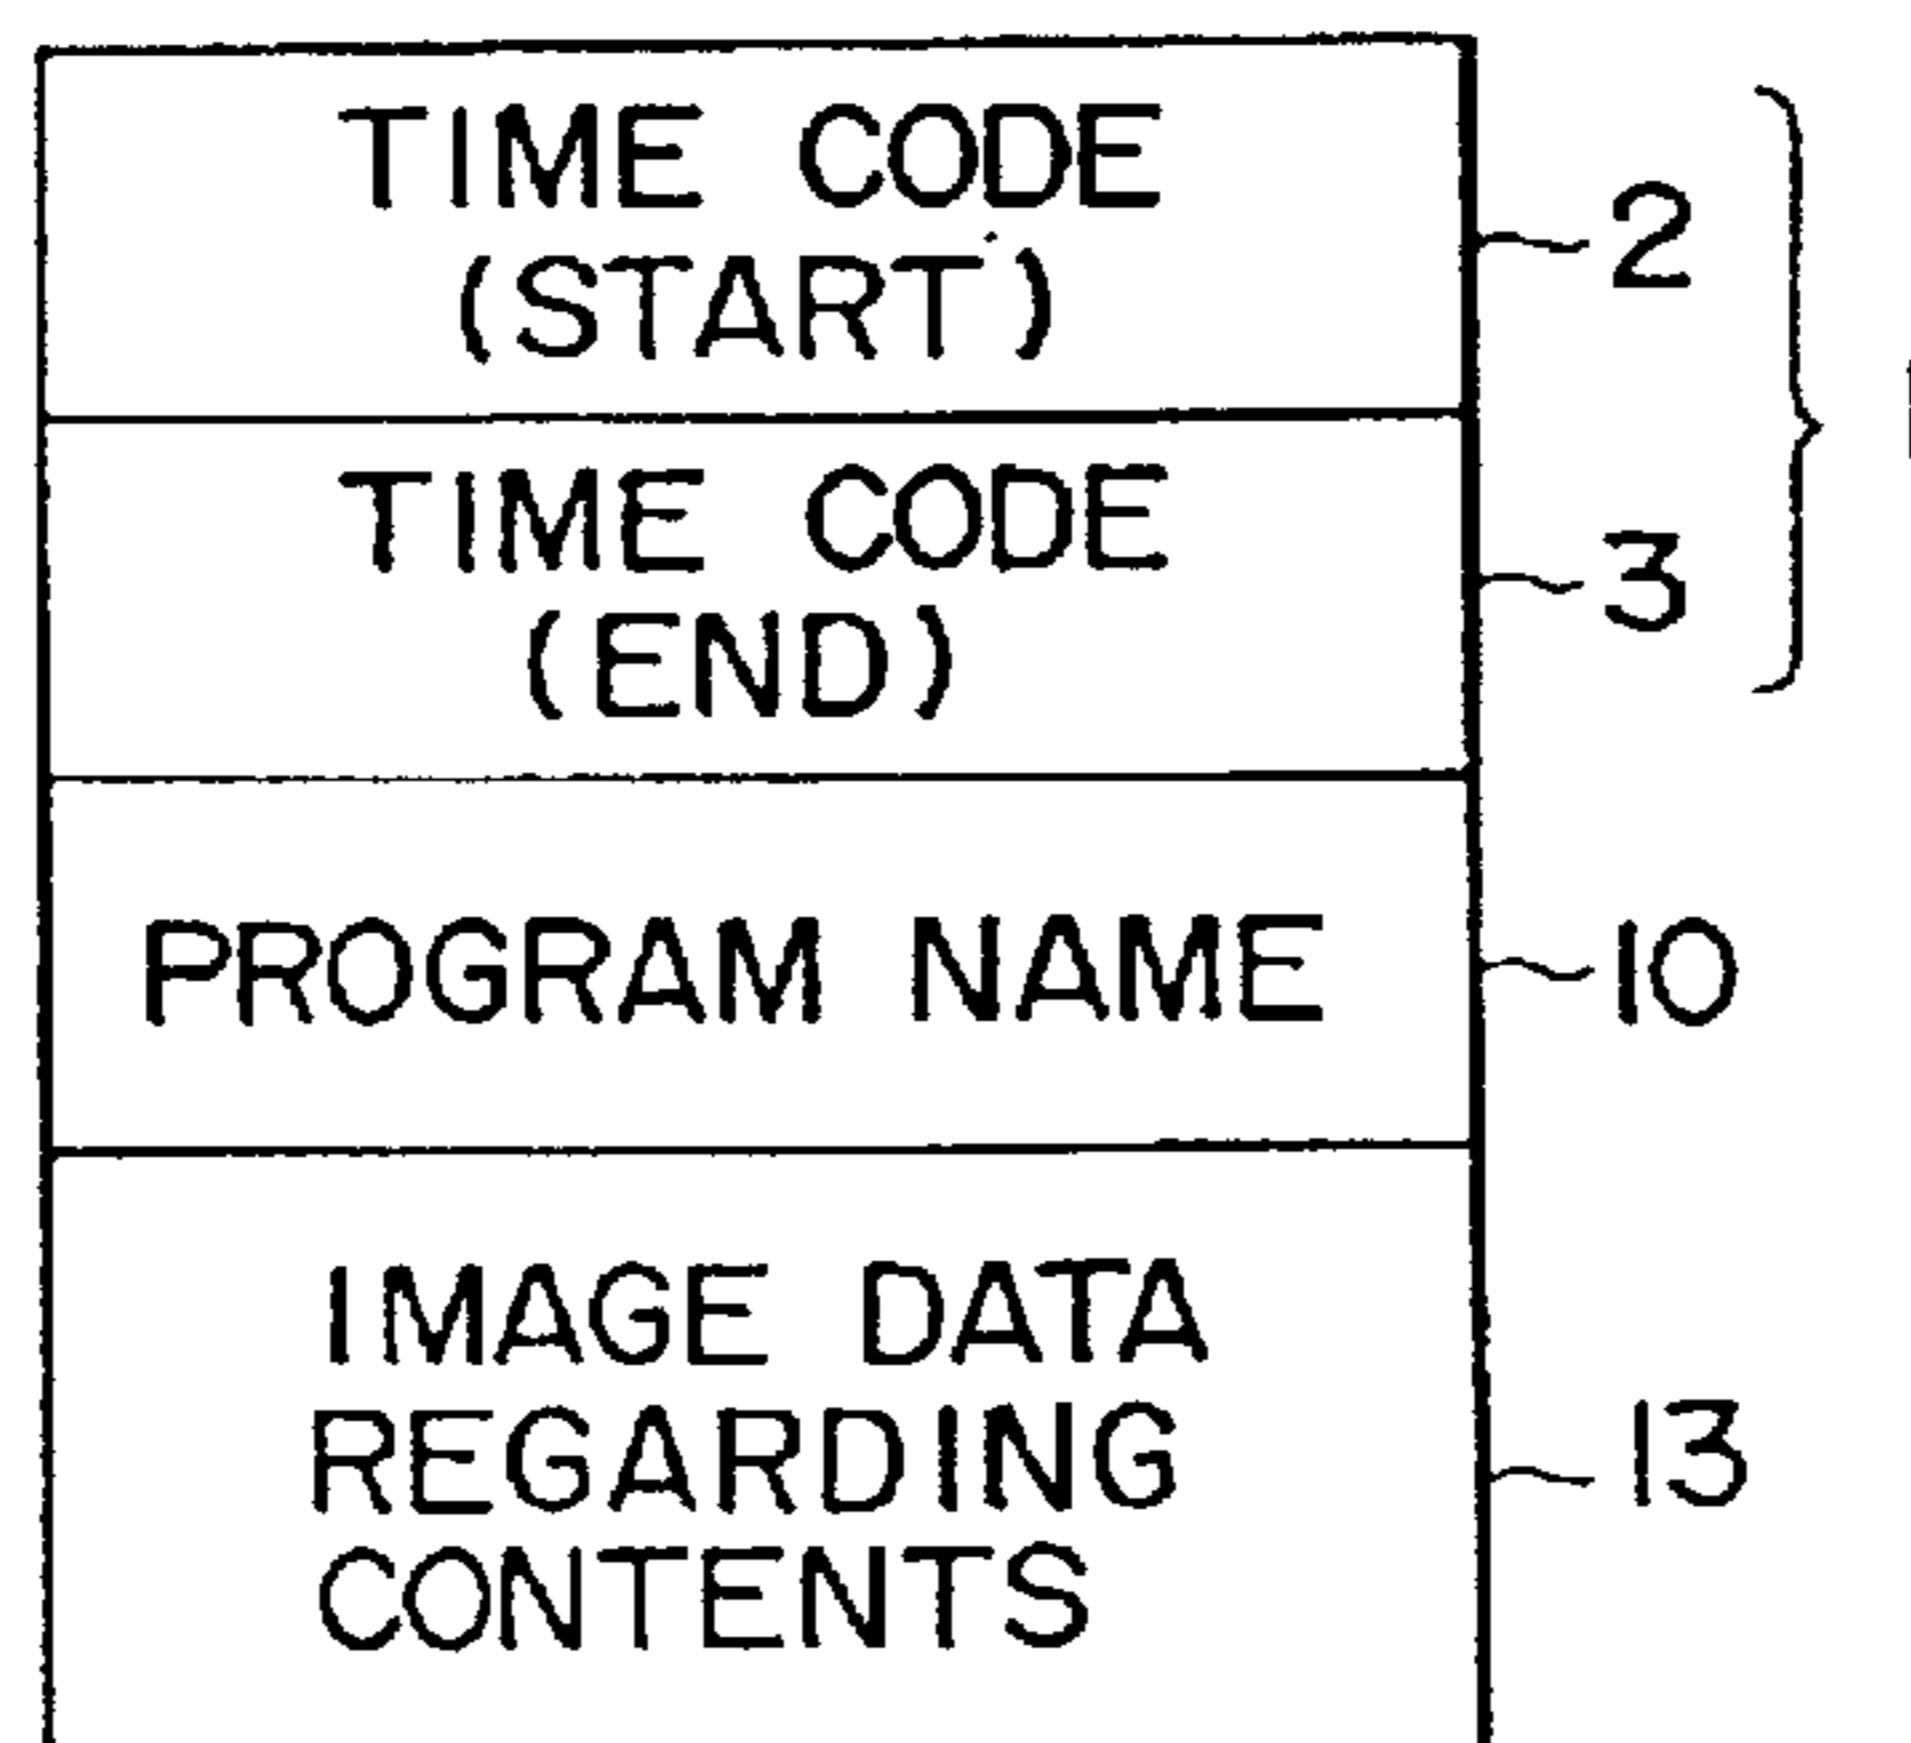 TIME CODE
(START)
2
TIME CODE
(END)
3
PROGRAM NAME
10
IMAGE DATA
REGARDING
CONTENTS
13